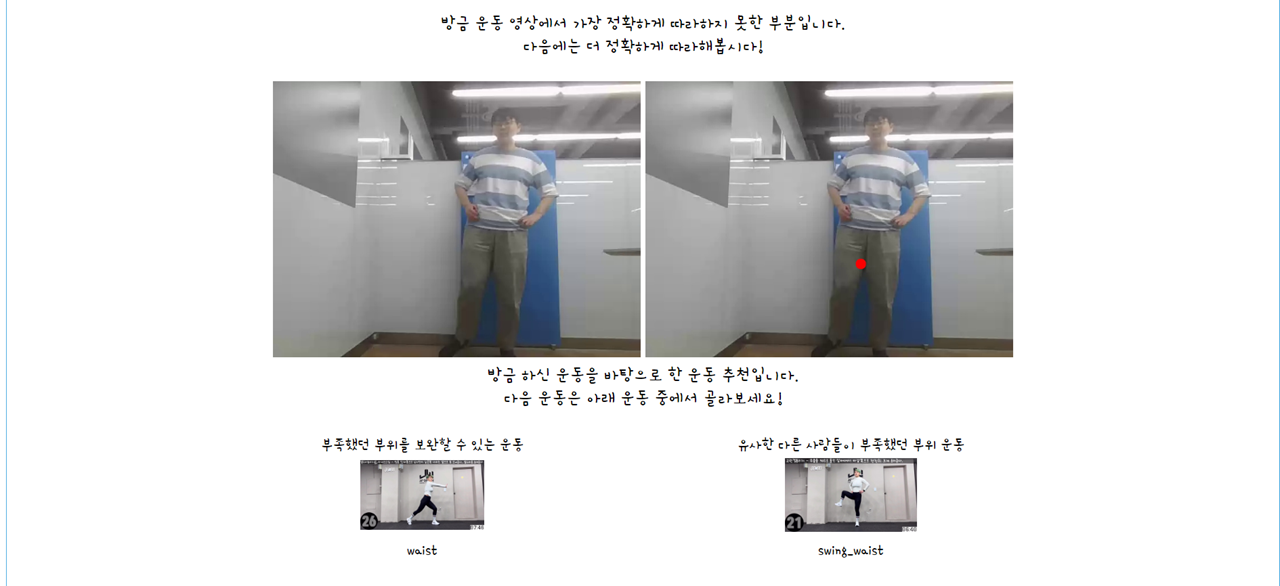 방금 운동 영상에서 가장 정확하게 따라하지 못한 부분입니다.
다음에는 더 정확하게 따라해봅시다!
방금 하신 운동을 바탕으로 한 운동 추천입니다.
다음 운동은 아래 운동 중에서 골라보세요!
부족했던 부위를 보완할 수 있는 운동
유사한 다른 사람들이 부족했던 부위 운동
26
21
waist
swing_waist